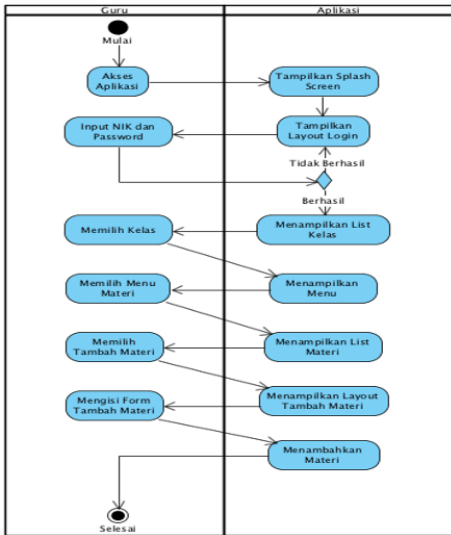 Guru
Aplikasi
Mulai
Akses
Aplikasi
Tampilkan Splash
Screen
Input NIK dan
Password
Tampilkan
Layout Login
Tidak Berhasil
Berhasil
Memilih Kelas
Menampilkan List
Kelas
Memilih Menu
Materi
Menampilkan
Menu
Memilih
Tambah Materi
Menampilkan List
Materi
Mengisi Form
Tambah Materi
Menampilkan Layout
Tambah Materi
Menambahkan
Materi
Selesai